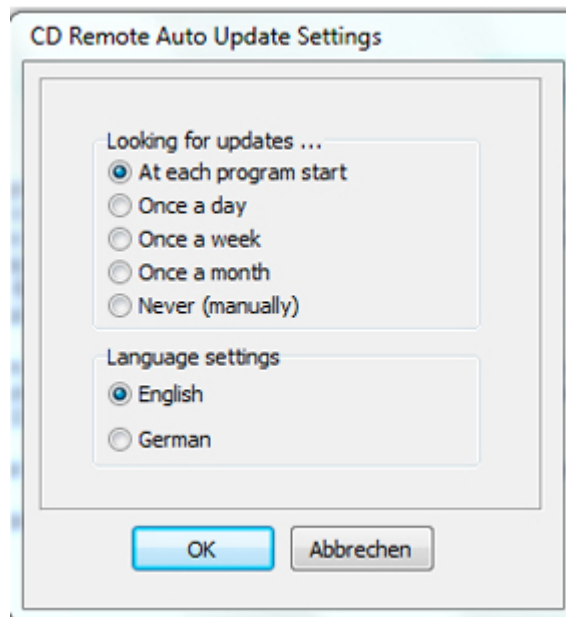 CD Remote Auto Update Settings
Looking for updates ...
At each program start
Once a day
Once a week
Once a month
Never (manually)
Language settings
English
German
OK
Abbrechen